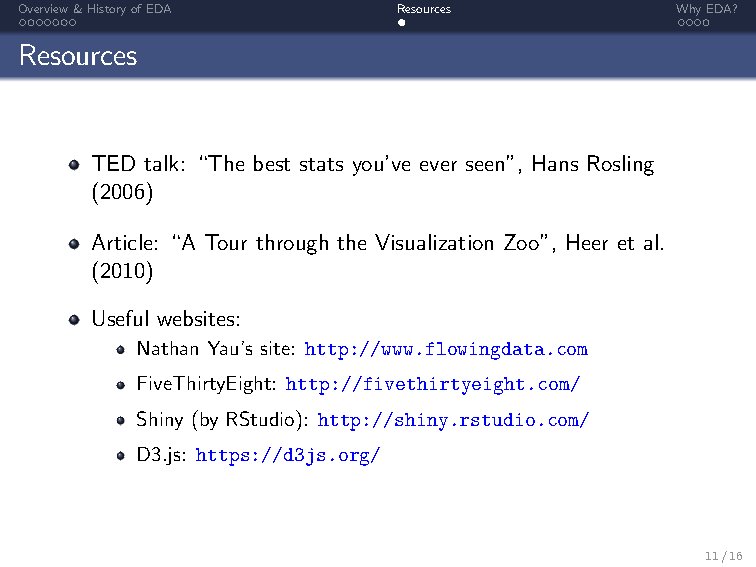 Overview & History of EDA
Resources
Why EDA?
Resources
TED talk: “The best stats you’ve ever seen”, Hans Rosling
(2006)
Article: “A Tour through the Visualization Zoo”, Heer et al.
(2010)
Useful websites:
Nathan Yau’s site: http://www.flowingdata.com
FiveThirtyEight: http://fivethirtyeight.com/
Shiny (by RStudio): http://shiny.rstudio.com/
D3.js: https://d3js.org/
11 / 16